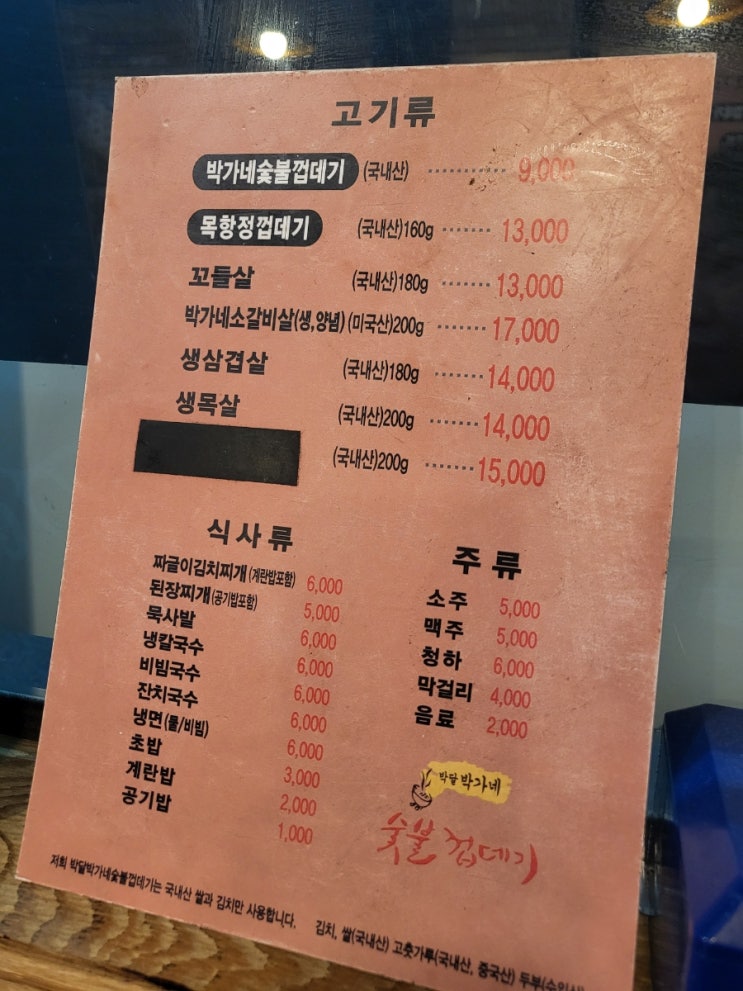 고기류
박가네숯불껍데기 (국내산) ············ 9,000
목항정껍데기 (국내산)160g ······· 13,000
꼬들살 (국내산)180g ······· 13,000
박가네소갈비살(생,양념) (미국산)200g ······· 17,000
생삼겹살 (국내산)180g ······· 14,000
생목살 (국내산)200g ······· 14,000
(국내산)200g ······· 15,000
식사류
짜글이김치찌개(계란밥포함) 6,000
된장찌개(공기밥포함) 5,000
묵사발 6,000
냉칼국수 6,000
비빔국수 6,000
잔치국수 6,000
냉면(물/비빔) 6,000
초밥 3,000
계란밥 2,000
공기밥 1,000
주류
소주 5,000
맥주 5,000
청하 6,000
막걸리 4,000
음료 2,000
박달 박가네
숯불 껍데기
저희 박달박가네숯불껍데기는 국내산 쌀과 김치만 사용합니다. 김치, 쌀(국내산) 고춧가루(국내산, 중국산) 두부(수입산)